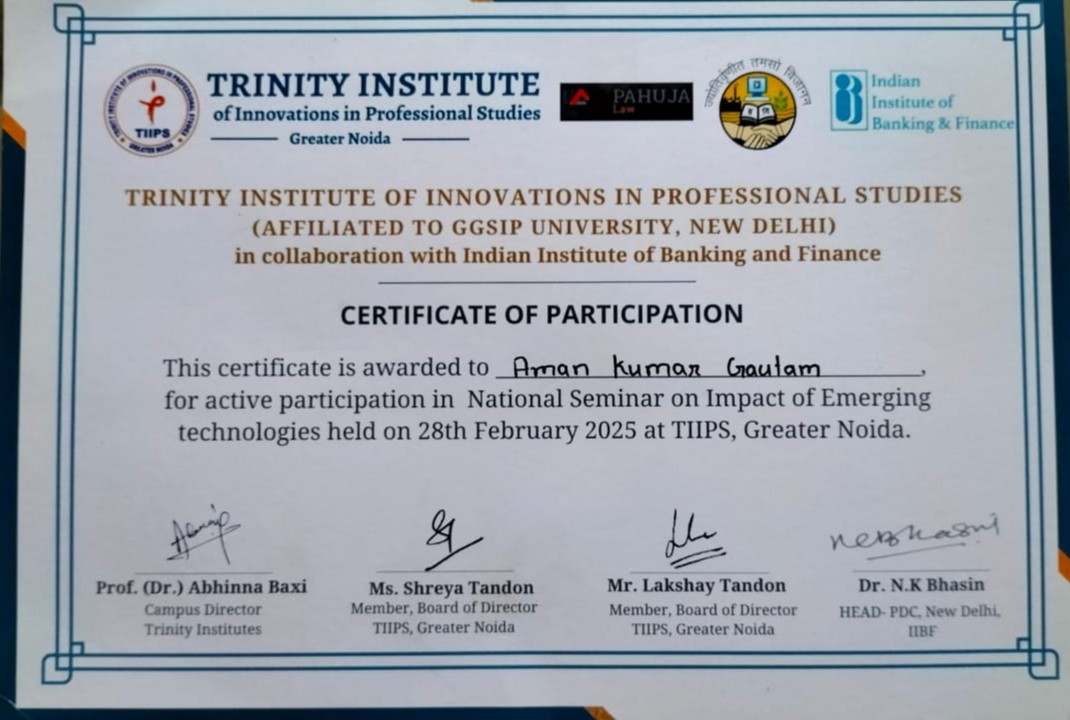 TRINITY INSTITUTE
of Innovations in Professional Studies
Greater Noida
TIIPS
PAHUJA
Law
Indian
Institute of
Banking & Finance
TRINITY INSTITUTE OF INNOVATIONS IN PROFESSIONAL STUDIES
(AFFILIATED TO GGSIP UNIVERSITY, NEW DELHI)
in collaboration with Indian Institute of Banking and Finance
CERTIFICATE OF PARTICIPATION
This certificate is awarded to Aman Kumar Gautam,
for active participation in National Seminar on Impact of Emerging
technologies held on 28th February 2025 at TIIPS, Greater Noida.
Prof. (Dr.) Abhinna Baxi
Campus Director
Trinity Institutes
Ms. Shreya Tandon
Member, Board of Director
TIIPS, Greater Noida
Mr. Lakshay Tandon
Member, Board of Director
TIIPS, Greater Noida
Dr. N.K Bhasin
HEAD- PDC, New Delhi,
IIBF